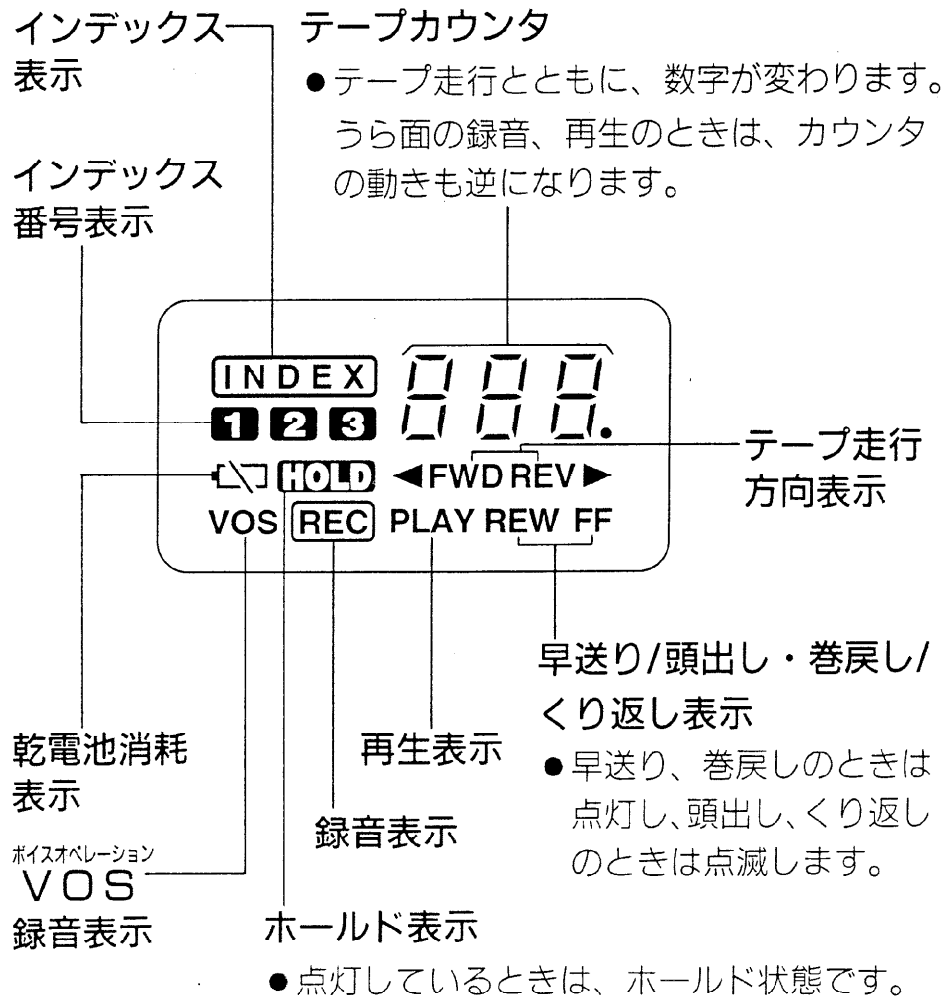 インデックス
表示
テープカウンタ
●テープ走行とともに、数字が変わります。
うら面の録音、再生のときは、カウンタ
の動きも逆になります。
インデックス
番号表示
INDEX
1 2 3
888.
HOLD ◀FWD REV▶
VOS REC PLAY REW FF
テープ走行
方向表示
早送り/頭出し・巻戻し/
くり返し表示
●早送り、巻戻しのときは
点灯し、頭出し、くり返し
のときは点滅します。
乾電池消耗
表示
再生表示
録音表示
ボイスオペレーション
VOS
録音表示
ホールド表示
●点灯しているときは、ホールド状態です。